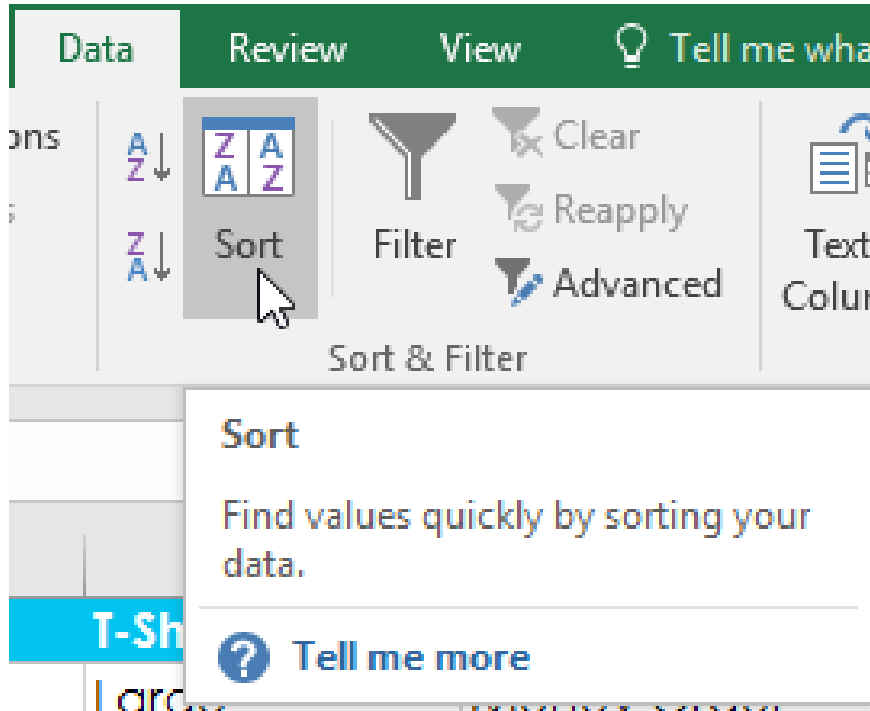 Data Review View Tell me wha
ons Clear
Reapply
Sort Filter Text
Advanced Colur
Sort & Filter
Sort
Find values quickly by sorting your
data.
T-Sh
Tell me more